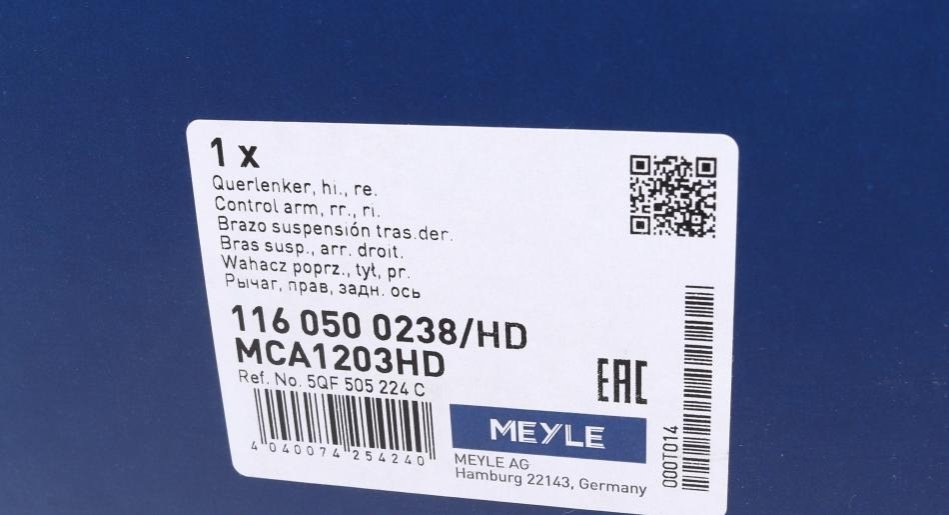 1 x
Querlenker, hi., re.
Control arm, rr., ri.
Brazo suspensión tras.der.
Bras susp., arr. droit.
Wahacz poprz., tył, pr.
Рычаг, прав, задн. ось
116 050 0238/HD
MCA1203HD
Ref. No. 5QF 505 224 C
4 040074 254240
EAC
MEYLE
MEYLE AG
Hamburg 22143, Germany
000T014